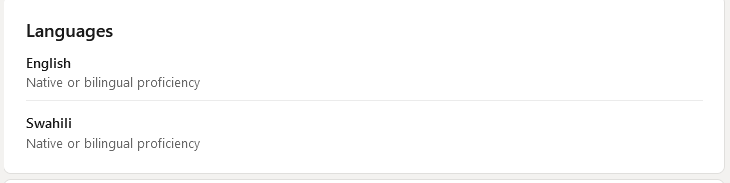 Languages
English
Native or bilingual proficiency
Swahili
Native or bilingual proficiency